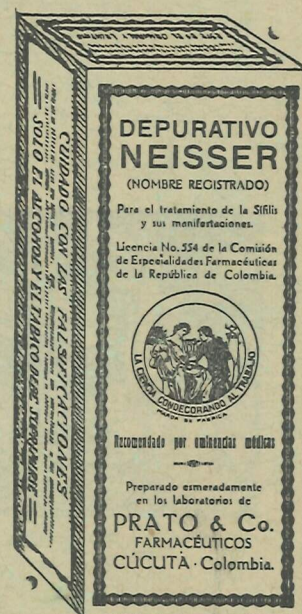 DEPURATIVO
NEISSER
(NOMBRE REGISTRADO)
Para el tratamiento de la Sífilis
y sus manifestaciones.
Licencia No. 554 de la Comisión
de Especialidades Farmacéuticas
de la República de Colombia.
LA CIENCIA CONDECORANDO AL TRABAJO
MARCA DE FABRICA
Recomendado por eminencias médicas
Preparado esmeradamente
en los laboratorios de
PRATO & Co.
FARMACÉUTICOS
CÚCUTA · Colombia.
CUIDADO CON LAS FALSIFICACIONES
SOLO EL ALCOHOL Y EL TABACO DEBE SUPRIMIRSE